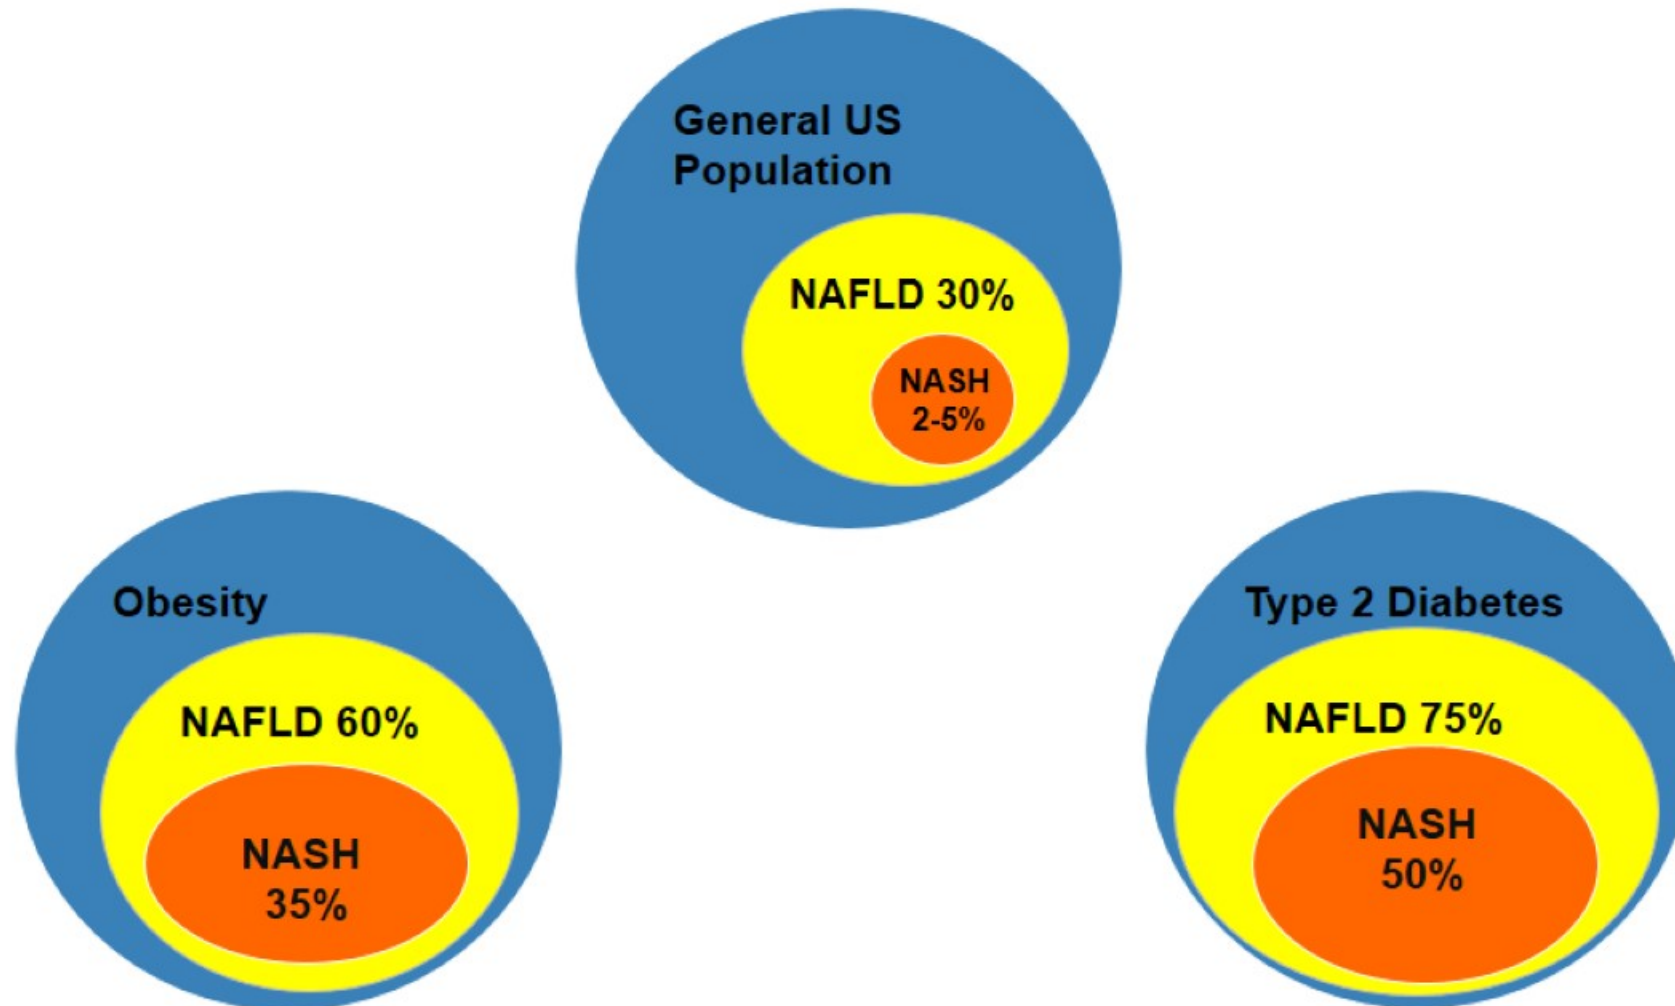 General US
Population
NAFLD 30%
NASH
2-5%
Obesity
NAFLD 60%
NASH
35%
Type 2 Diabetes
NAFLD 75%
NASH
50%